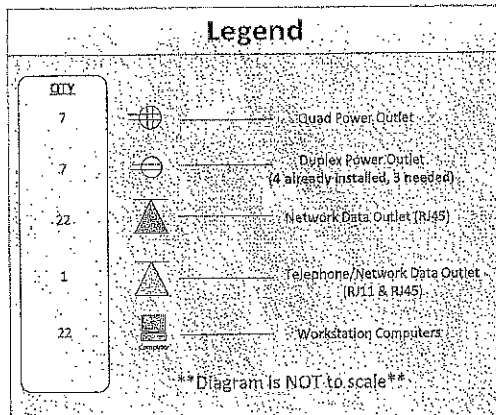 Legend
QTY
7 Quad Power Outlet
7 Duplex Power Outlet
(4 already installed, 3 needed)
22 Network Data Outlet (RJ45)
1 Telephone/Network Data Outlet
(RJ11 & RJ45)
22 Workstation Computers
Computer
**Diagram is NOT to scale**